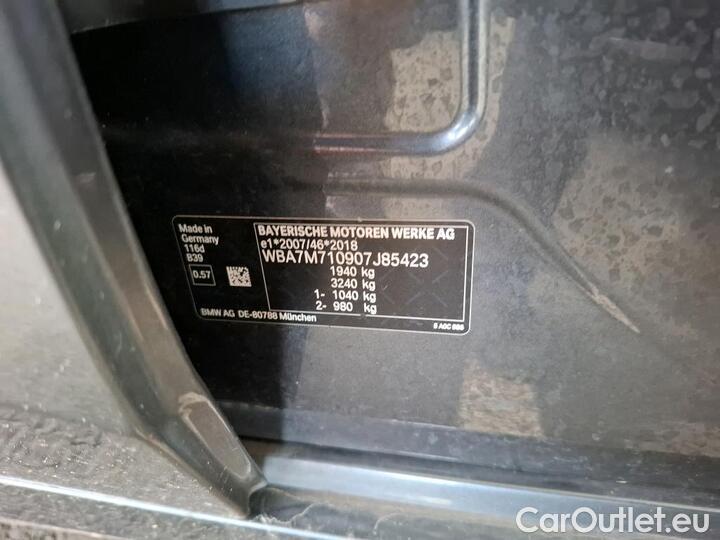 Made in
Germany
116d
B39
0.57
BAYERISCHE MOTOREN WERKE AG
e1*2007/46*2018
WBA7M710907J85423
1940 kg
3240 kg
1- 1040 kg
2- 980 kg
BMW AG DE-80788 München
CarOutlet.eu